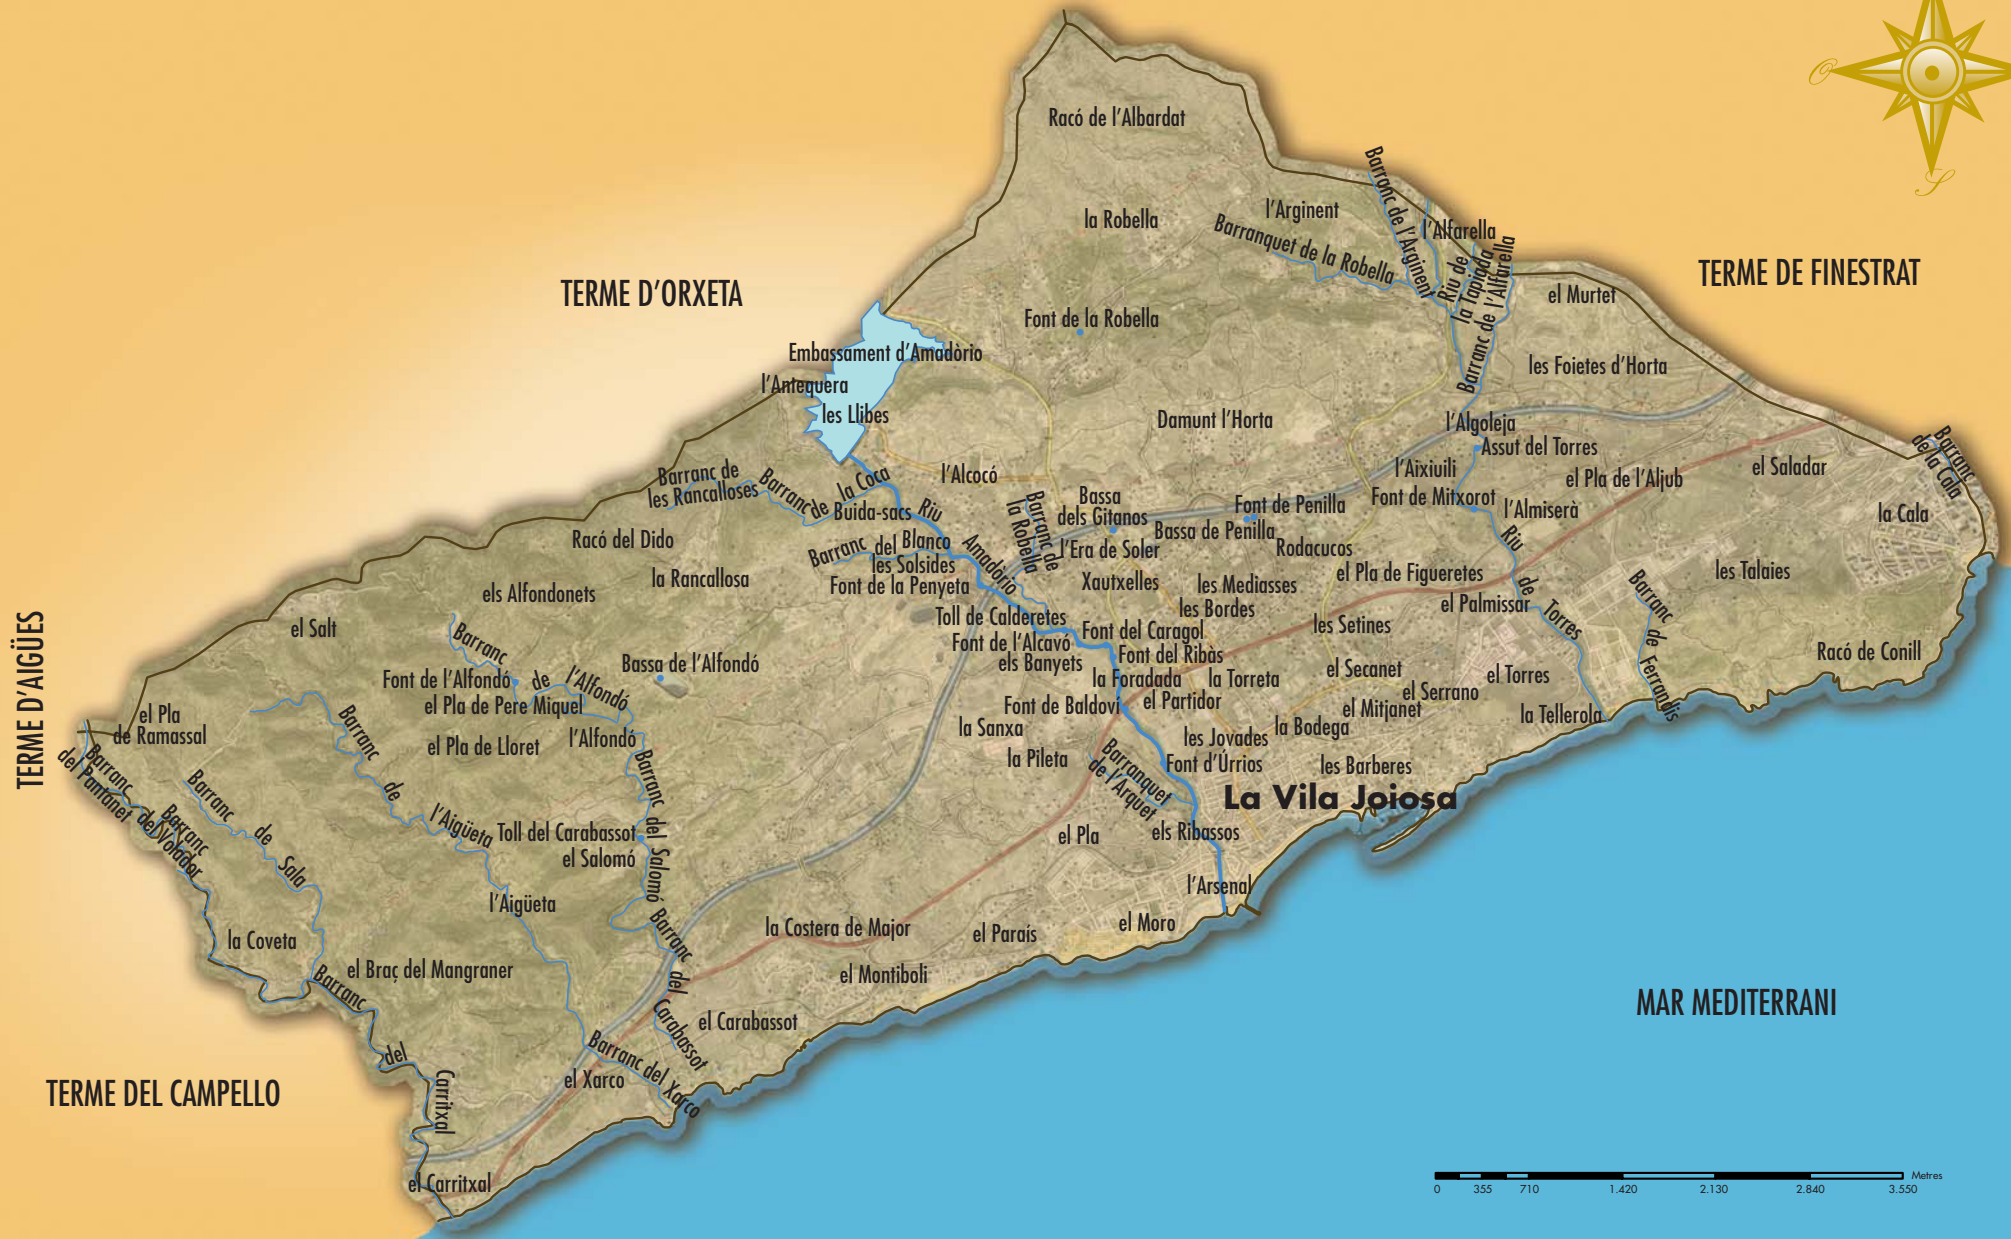 O
S
Racó de l'Albardat
Barranc de l'Arginent
l'Arginent
la Robella
Barranquet de la Robella
l'Alfarella
Riu de
la Tapiada
Barranc de l'Alfarella
TERME DE FINESTRAT
TERME D'ORXETA
el Murtet
Font de la Robella
Embassament d'Amadòrio
l'Antequera
les Llibes
les Foietes d'Horta
Damunt l'Horta
l'Algoleja
Assut del Torres
l'Aixiuili
el Pla de l'Aljub
el Saladar
Barranc
de la Cala
la Cala
Barranc de
les Rancalloses
Barranc de la Coca
l'Alcocó
Buida-sacs
Riu Amadòrio
Barranc de
la Robella
Bassa
dels Gitanos
Font de Penilla
Bassa de Penilla
Font de Mitxorot
l'Almiserà
Riu de Torres
Racó del Dido
Barranc del Blanco
les Solsides
Font de la Penyeta
l'Era de Soler
Rodacucos
Xautxelles
les Mediasses
el Pla de Figueretes
les Talaies
la Rancallosa
els Alfondonets
les Bordes
el Palmissar
Barranc de Ferrandis
Toll de Calderetes
Font del Caragol
les Setines
el Salt
Barranc de l'Alfondó
Font de l'Alcavó
els Banyets
Font del Ribàs
Racó de Conill
TERME D'AIGÜES
Bassa de l'Alfondó
la Foradada
la Torreta
el Secanet
el Torres
Font de l'Alfondó
el Pla de Pere Miquel
Font de Baldoví
el Partidor
el Serrano
el Mitjanet
la Tellerola
el Pla
de Ramassal
la Sanxa
la Bodega
el Pla de Lloret
l'Alfondó
les Jovades
la Pileta
Barranquet
de l'Arquet
Font d'Úrrios
les Barberes
La Vila Joiosa
Barranc
del Pantanet
Barranc
del Volador
Barranc de Sala
Barranc de l'Aigüeta
Barranc del Salomó
Toll del Carabassot
el Salomó
el Pla
els Ribassos
l'Arsenal
l'Aigüeta
la Coveta
la Costera de Major
el Paraís
el Moro
Barranc del Carabassot
el Braç del Mangraner
el Montiboli
Barranc del Carritxal
MAR MEDITERRANI
el Carabassot
Barranc del Xarco
el Xarco
TERME DEL CAMPELLO
el Carritxal
Metres
0 355 710 1.420 2.130 2.840 3.550